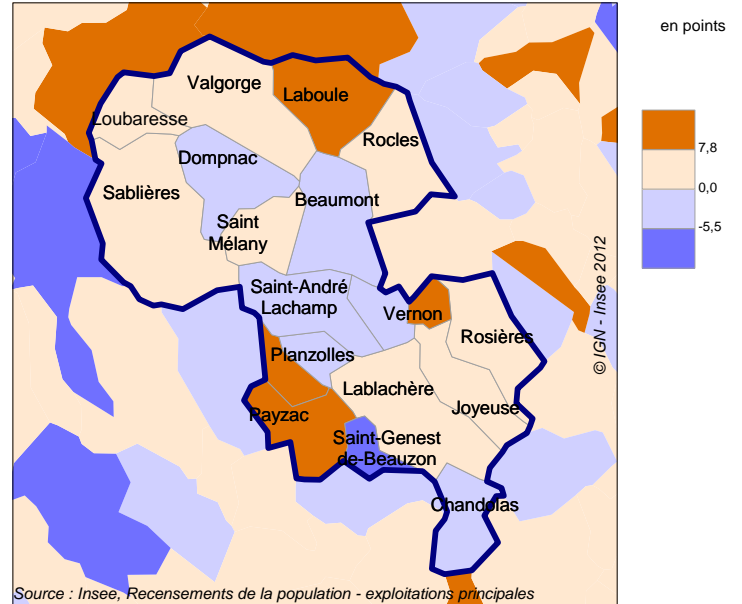 en points
7,8
0,0
-5,5
Valgorge
Laboule
Loubaresse
Rocles
Dompnac
Sablières
Beaumont
Saint
Mélany
Saint-André
Lachamp
Vernon
Rosières
Planzolles
Lablachère
Joyeuse
Payzac
Saint-Genest
de-Beauzon
Chandolas
© IGN - Insee 2012
Source : Insee, Recensements de la population - exploitations principales